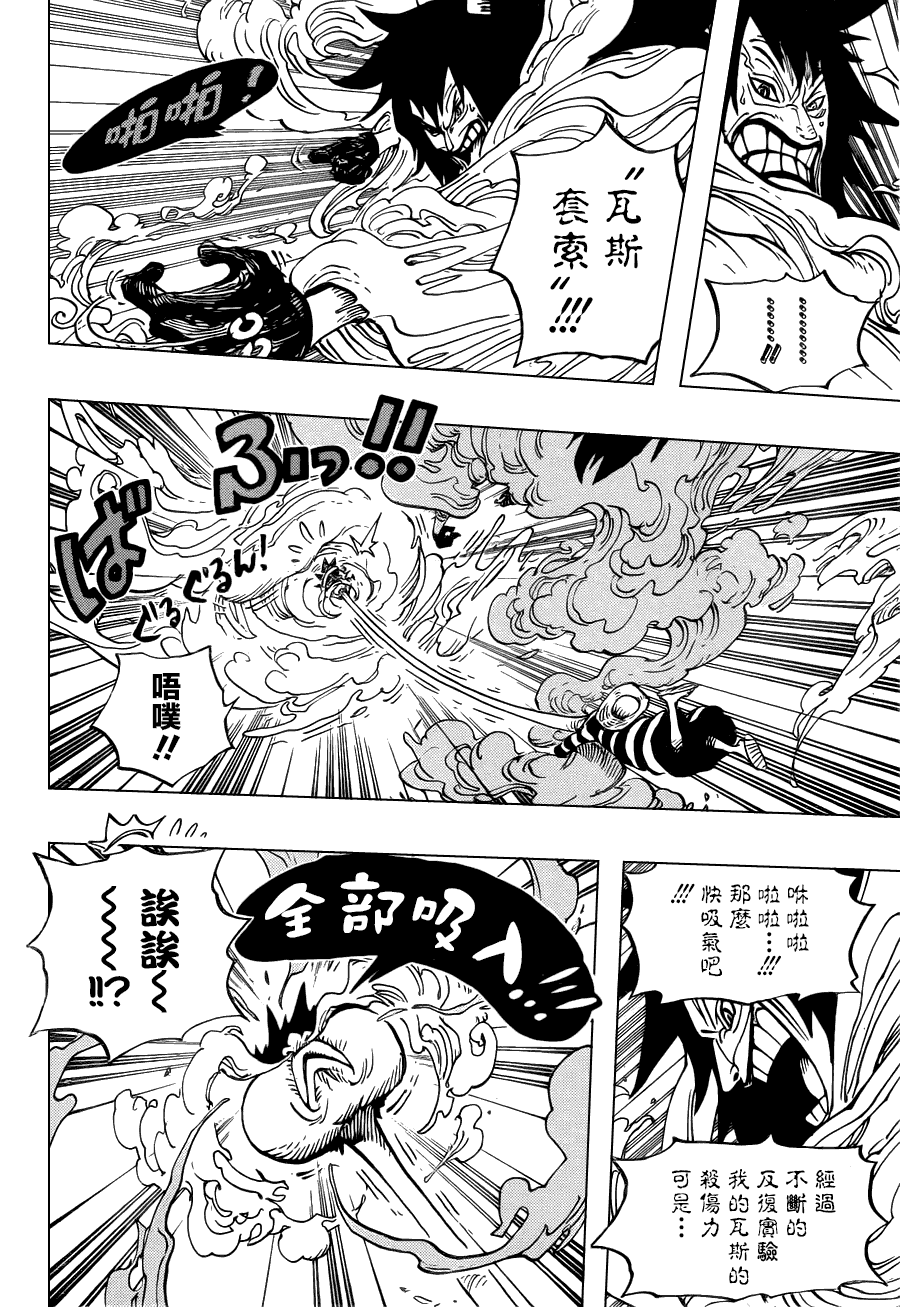 …………!!
“瓦斯
套索”!!!
啪啪!
ばふっ!!
ぐるぐるん!
唔噗!!
咻啦啦
啦啦…!!!
那麼
快吸氣吧
!!!
經過
不斷的
反復實驗
我的瓦斯的
殺傷力
可是…
全部吸入…!!
誒誒～
～～～!!?